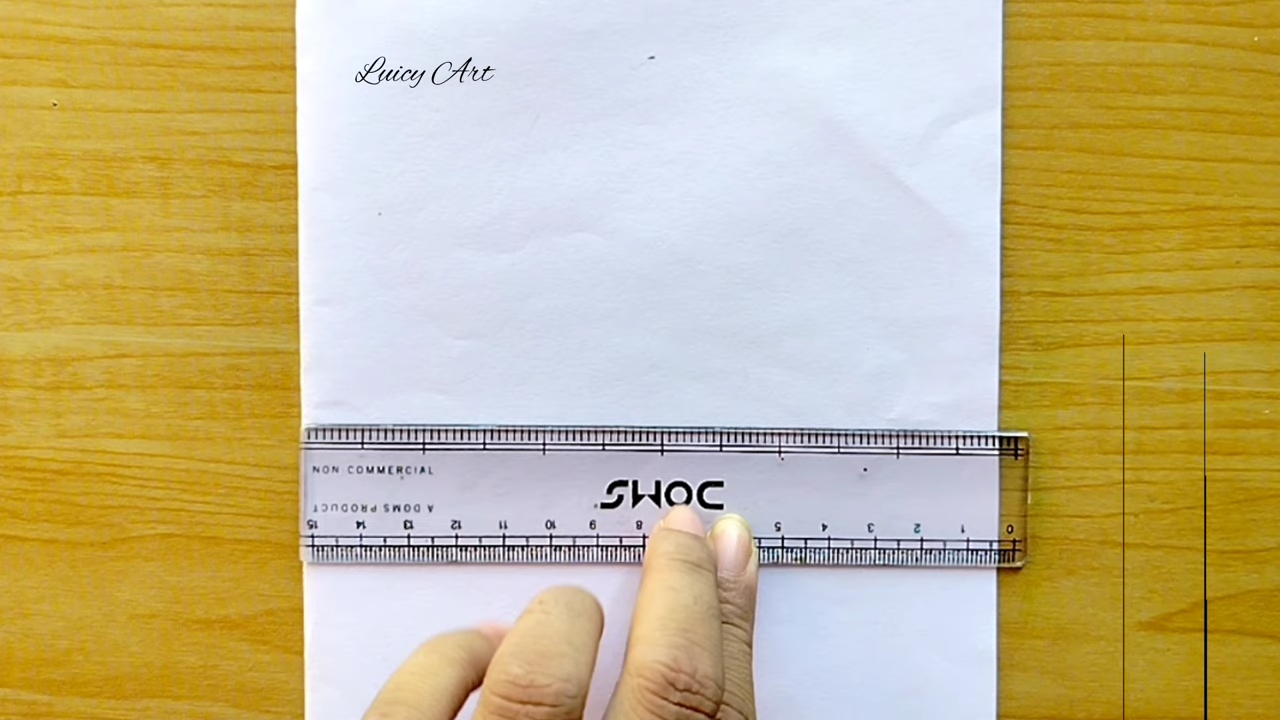 Luicy Art
NON COMMERCIAL
DOMS
A DOMS PRODUCT
15 14 13 12 11 10 9 8 5 4 3 2 1 0